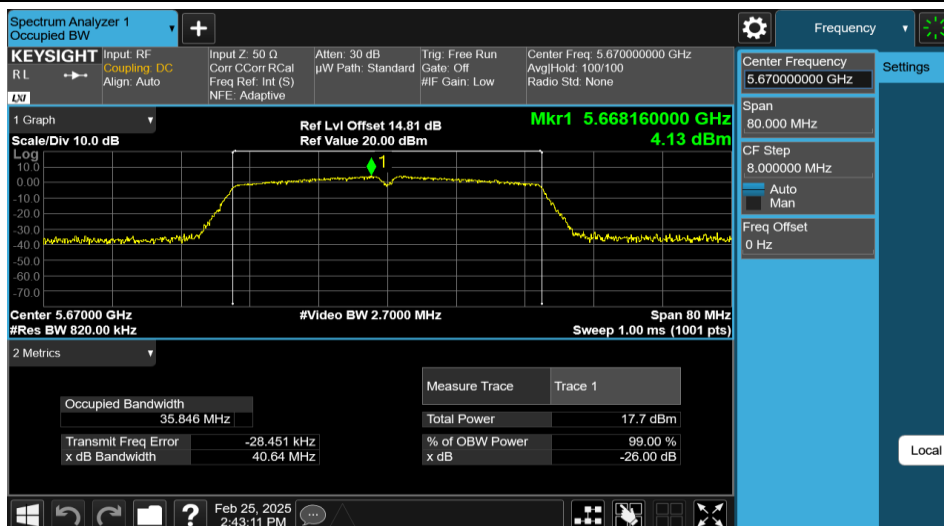 Spectrum Analyzer 1
Occupied BW
+
Frequency
KEYSIGHT
RL
LXI
Input: RF
Coupling: DC
Align: Auto
Input Z: 50 Ω
Corr CCorr RCal
Freq Ref: Int (S)
NFE: Adaptive
Atten: 30 dB
µW Path: Standard
Trig: Free Run
Gate: Off
#IF Gain: Low
Center Freq: 5.670000000 GHz
Avg|Hold: 100/100
Radio Std: None
Center Frequency
5.670000000 GHz
Settings
Span
80.000 MHz
CF Step
8.000000 MHz
Auto
Man
Freq Offset
0 Hz
Local
1 Graph
Scale/Div 10.0 dB
Ref Lvl Offset 14.81 dB
Ref Value 20.00 dBm
Mkr1 5.668160000 GHz
4.13 dBm
Log
10.0
0.00
-10.0
-20.0
-30.0
-40.0
-50.0
-60.0
-70.0
1
Center 5.67000 GHz
#Res BW 820.00 kHz
#Video BW 2.7000 MHz
Span 80 MHz
Sweep 1.00 ms (1001 pts)
2 Metrics
Occupied Bandwidth
35.846 MHz
Transmit Freq Error -28.451 kHz
x dB Bandwidth 40.64 MHz
Measure Trace Trace 1
Total Power 17.7 dBm
% of OBW Power 99.00 %
x dB -26.00 dB
?
Feb 25, 2025
2:43:11 PM